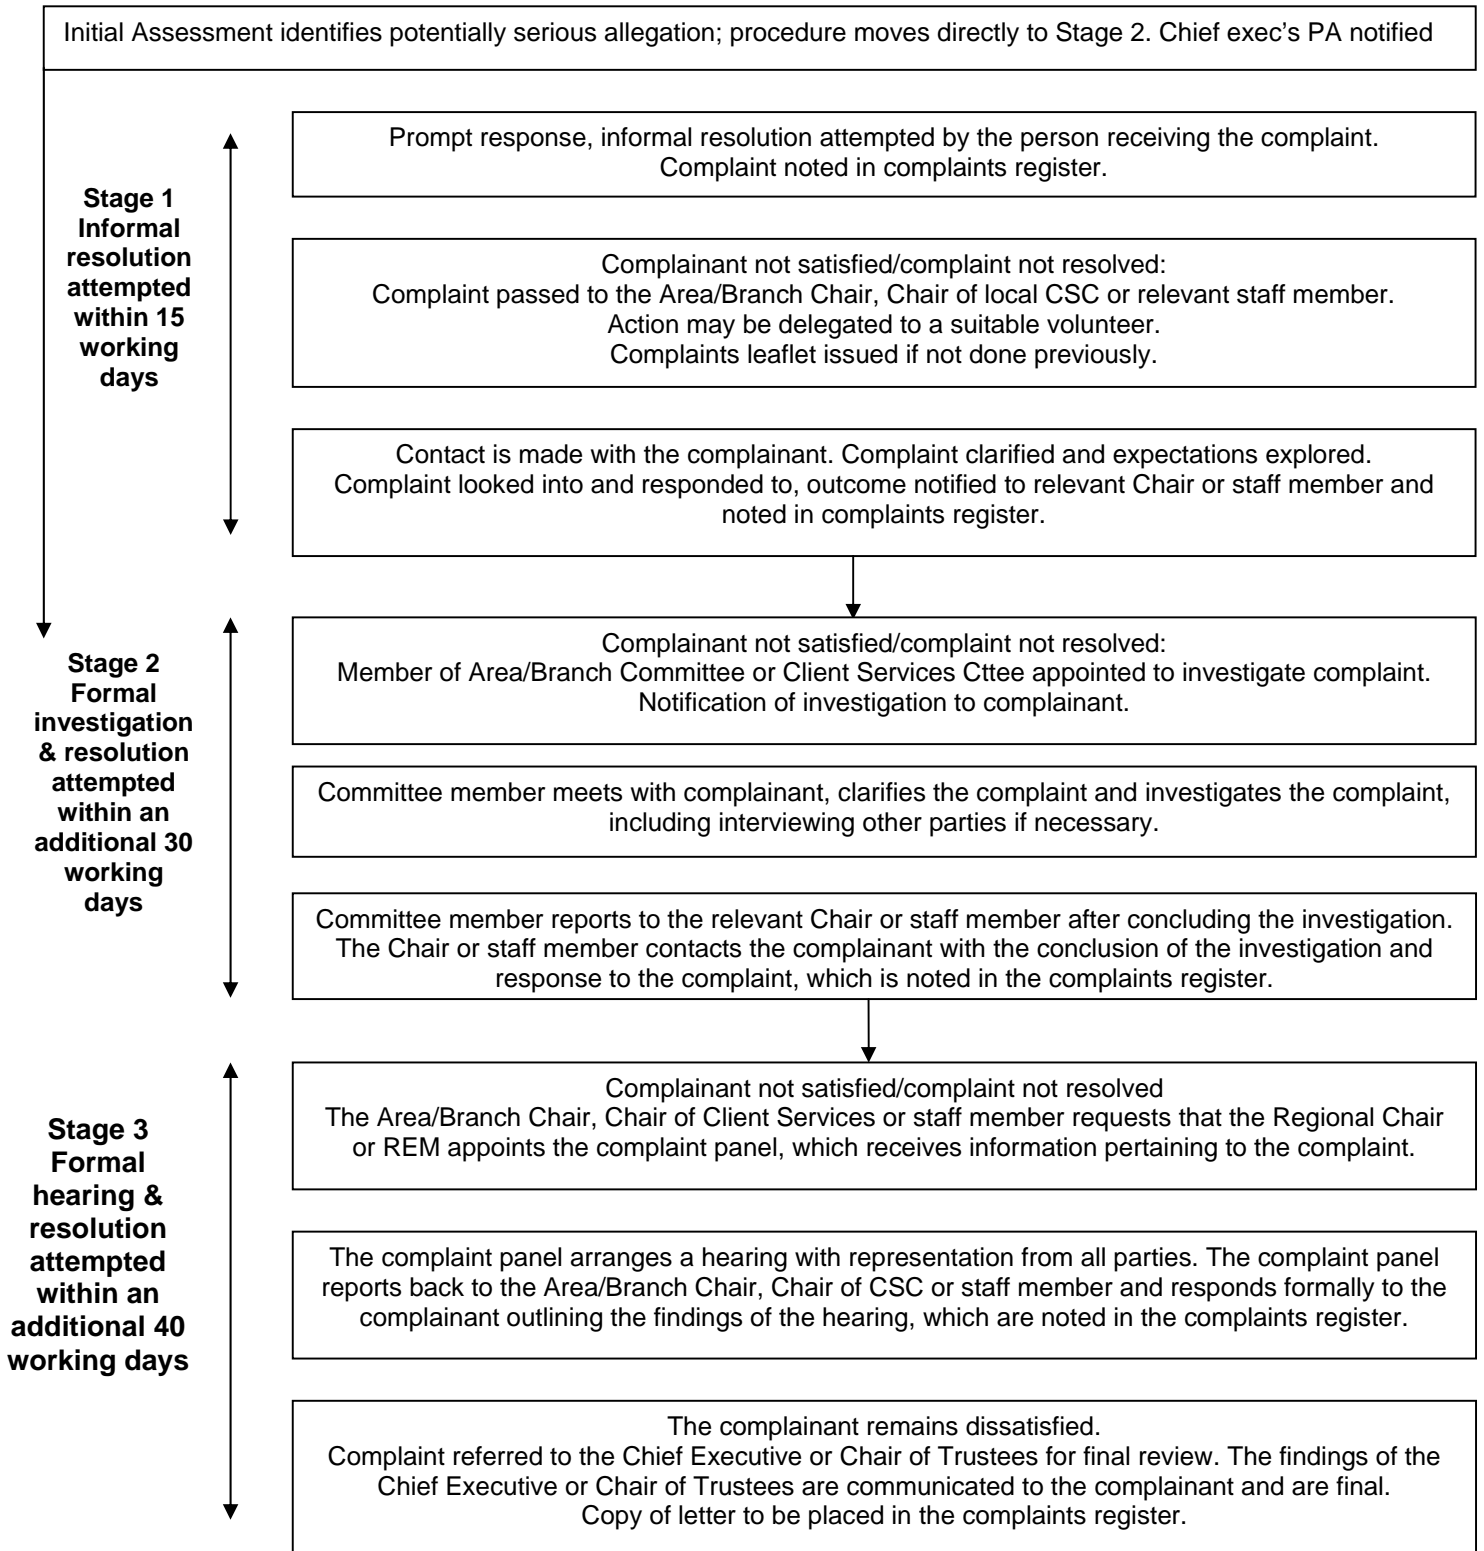 Initial Assessment identifies potentially serious allegation; procedure moves directly to Stage 2. Chief exec’s PA notified
Stage 1
Informal
resolution
attempted
within 15
working
days
Prompt response, informal resolution attempted by the person receiving the complaint.
Complaint noted in complaints register.
Complainant not satisfied/complaint not resolved:
Complaint passed to the Area/Branch Chair, Chair of local CSC or relevant staff member.
Action may be delegated to a suitable volunteer.
Complaints leaflet issued if not done previously.
Contact is made with the complainant. Complaint clarified and expectations explored.
Complaint looked into and responded to, outcome notified to relevant Chair or staff member and
noted in complaints register.
Stage 2
Formal
investigation
& resolution
attempted
within an
additional 30
working
days
Complainant not satisfied/complaint not resolved:
Member of Area/Branch Committee or Client Services Cttee appointed to investigate complaint.
Notification of investigation to complainant.
Committee member meets with complainant, clarifies the complaint and investigates the complaint,
including interviewing other parties if necessary.
Committee member reports to the relevant Chair or staff member after concluding the investigation.
The Chair or staff member contacts the complainant with the conclusion of the investigation and
response to the complaint, which is noted in the complaints register.
Stage 3
Formal
hearing &
resolution
attempted
within an
additional 40
working days
Complainant not satisfied/complaint not resolved
The Area/Branch Chair, Chair of Client Services or staff member requests that the Regional Chair
or REM appoints the complaint panel, which receives information pertaining to the complaint.
The complaint panel arranges a hearing with representation from all parties. The complaint panel
reports back to the Area/Branch Chair, Chair of CSC or staff member and responds formally to the
complainant outlining the findings of the hearing, which are noted in the complaints register.
The complainant remains dissatisfied.
Complaint referred to the Chief Executive or Chair of Trustees for final review. The findings of the
Chief Executive or Chair of Trustees are communicated to the complainant and are final.
Copy of letter to be placed in the complaints register.